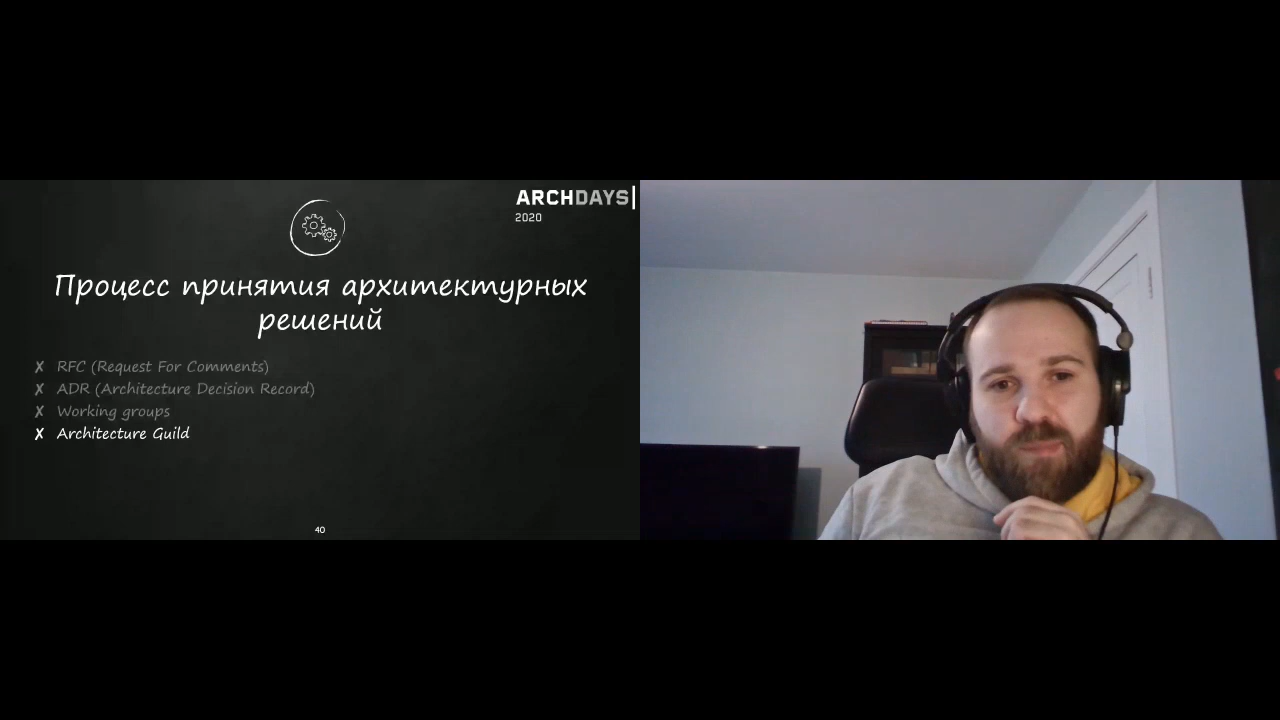 ARCHDAYS
2020
Процесс принятия архитектурных
решений
✗ RFC (Request For Comments)
✗ ADR (Architecture Decision Record)
✗ Working groups
✗ Architecture Guild
40